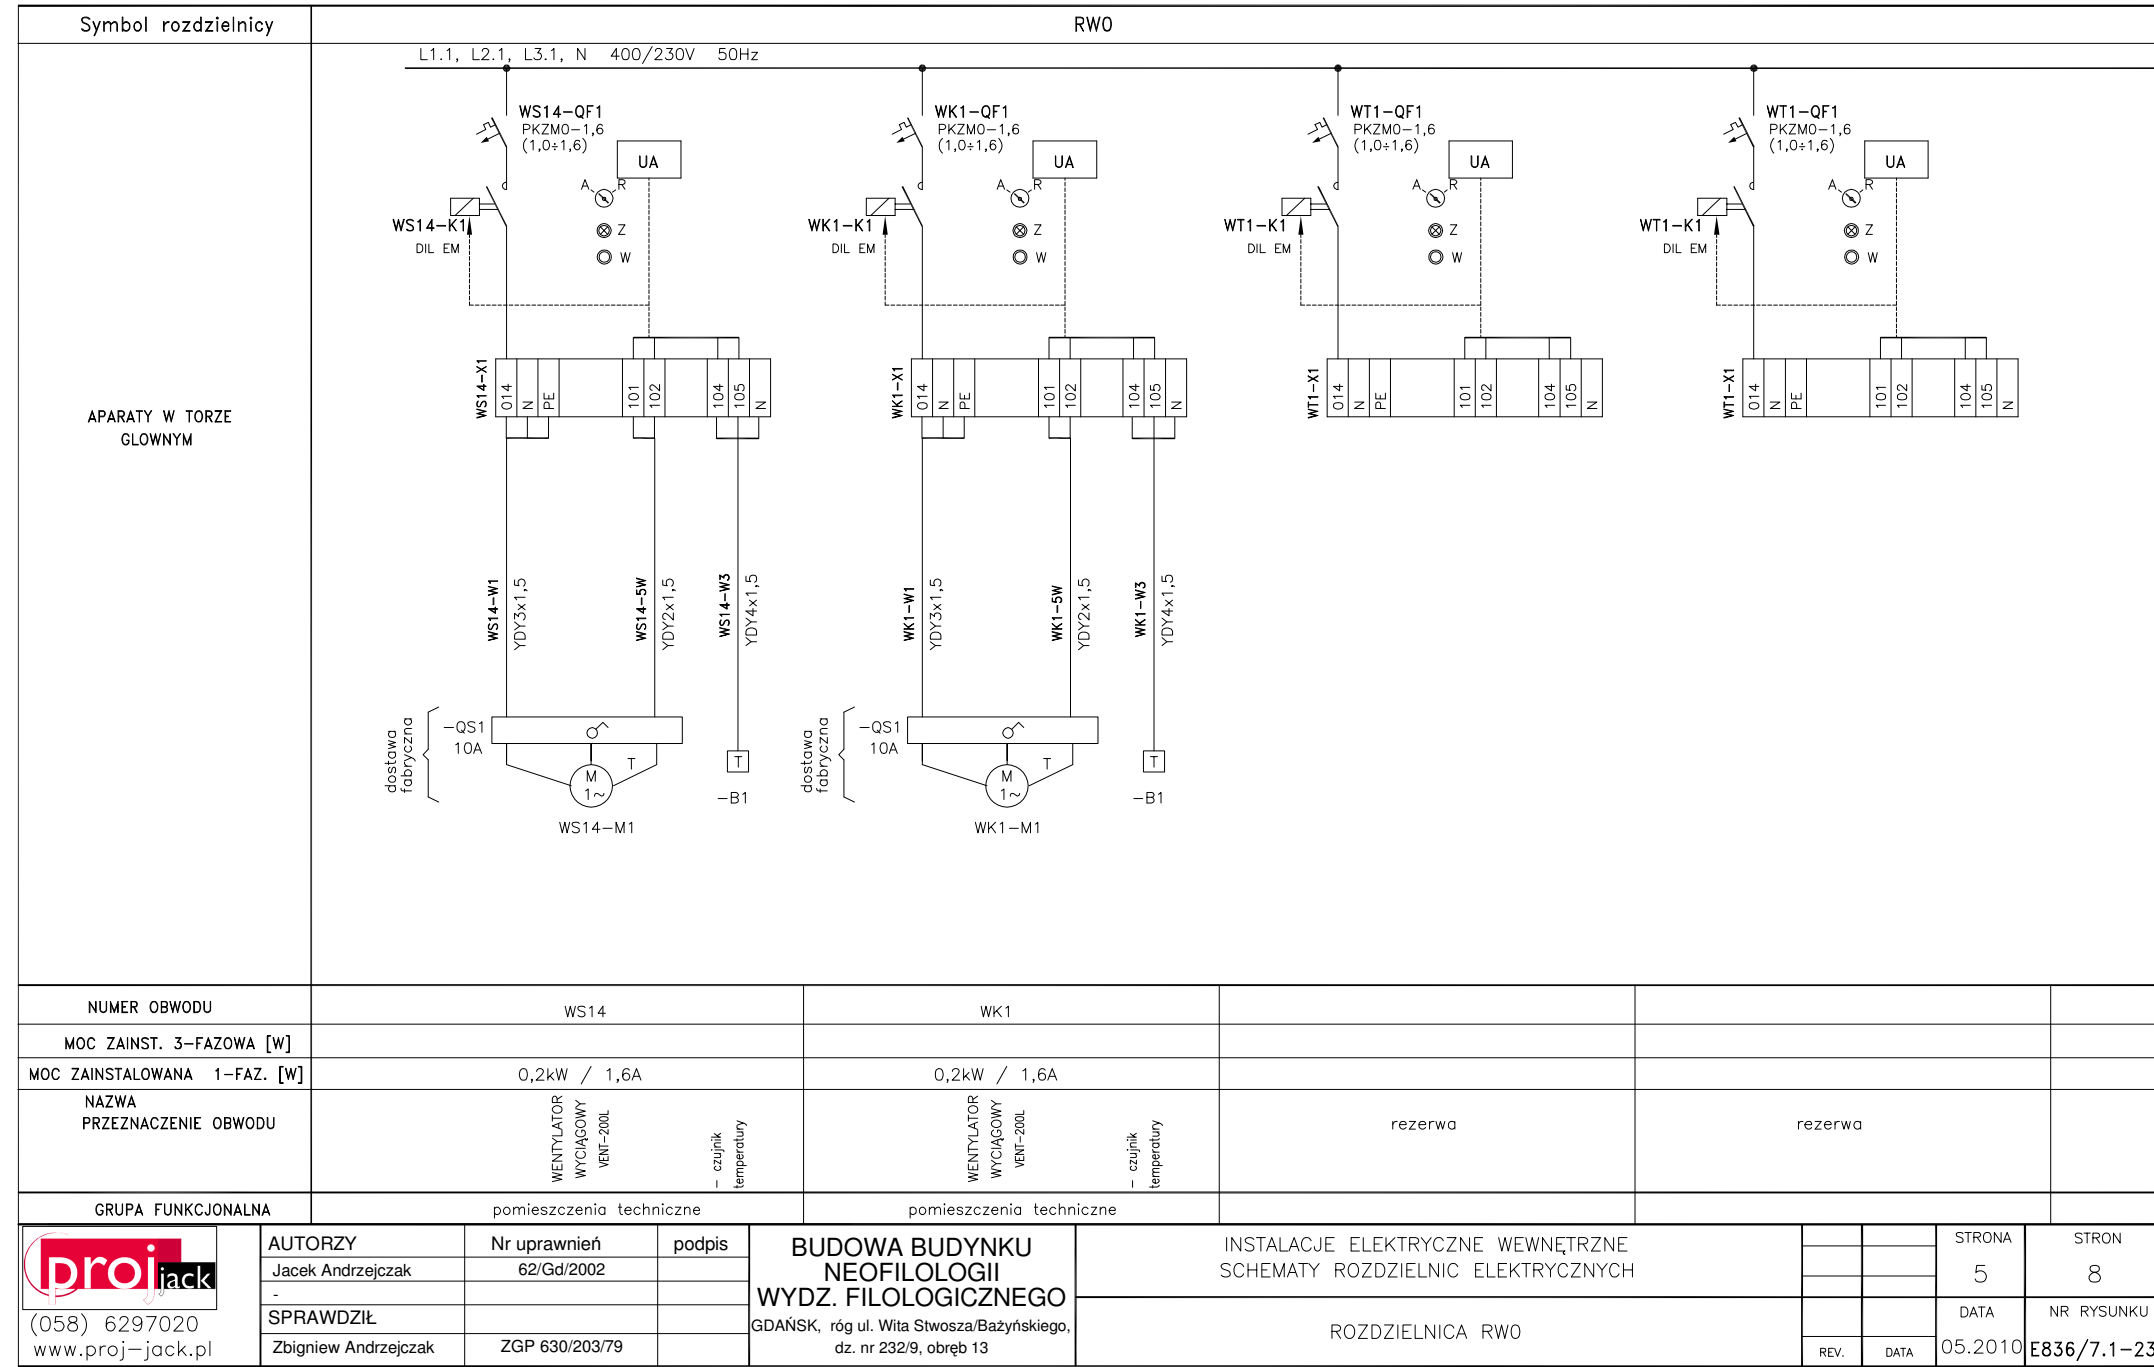 Symbol rozdzielnicy
RW0
L1.1, L2.1, L3.1, N 400/230V 50Hz
APARATY W TORZE
GLOWNYM
WS14-QF1
PKZM0-1,6
(1,0÷1,6)
UA
A R
Z
W
WS14-K1
DIL EM
WS14-X1
014 N PE 101 102 104 105 N
WS14-W1
YDY3x1,5
WS14-5W
YDY2x1,5
WS14-W3
YDY4x1,5
dostawa
fabryczna
-QS1
10A
M
1~
T
T
-B1
WS14-M1
WK1-QF1
PKZM0-1,6
(1,0÷1,6)
UA
A R
Z
W
WK1-K1
DIL EM
WK1-X1
014 N PE 101 102 104 105 N
WK1-W1
YDY3x1,5
WK1-5W
YDY2x1,5
WK1-W3
YDY4x1,5
dostawa
fabryczna
-QS1
10A
M
1~
T
T
-B1
WK1-M1
WT1-QF1
PKZM0-1,6
(1,0÷1,6)
UA
A R
Z
W
WT1-K1
DIL EM
WT1-X1
014 N PE 101 102 104 105 N
WT1-QF1
PKZM0-1,6
(1,0÷1,6)
UA
A R
Z
W
WT1-K1
DIL EM
WT1-X1
014 N PE 101 102 104 105 N
NUMER OBWODU
WS14
WK1
MOC ZAINST. 3-FAZOWA [W]
MOC ZAINSTALOWANA 1-FAZ. [W]
0,2kW / 1,6A
0,2kW / 1,6A
NAZWA
PRZEZNACZENIE OBWODU
WENTYLATOR
WYCIĄGOWY
VENT-200L
- czujnik
temperatury
WENTYLATOR
WYCIĄGOWY
VENT-200L
- czujnik
temperatury
rezerwa
rezerwa
GRUPA FUNKCJONALNA
pomieszczenia techniczne
pomieszczenia techniczne
proj jack
(058) 6297020
www.proj-jack.pl
AUTORZY
Nr uprawnień
podpis
Jacek Andrzejczak
62/Gd/2002
-
SPRAWDZIŁ
Zbigniew Andrzejczak
ZGP 630/203/79
BUDOWA BUDYNKU
NEOFILOLOGII
WYDZ. FILOLOGICZNEGO
GDAŃSK, róg ul. Wita Stwosza/Bażyńskiego,
dz. nr 232/9, obręb 13
INSTALACJE ELEKTRYCZNE WEWNĘTRZNE
SCHEMATY ROZDZIELNIC ELEKTRYCZNYCH
ROZDZIELNICA RW0
REV.
DATA
STRONA
5
STRON
8
DATA
05.2010
NR RYSUNKU
E836/7.1-23